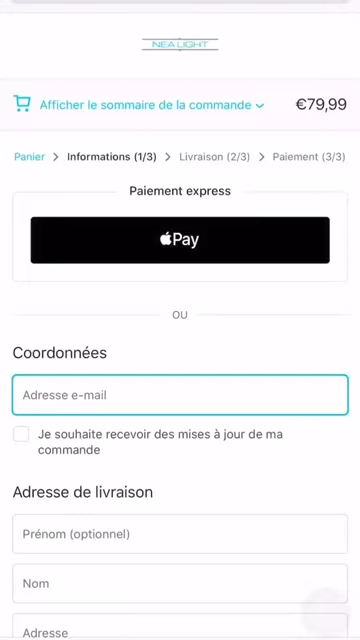 NEA LIGHT
Afficher le sommaire de la commande
€79,99
Panier > Informations (1/3) > Livraison (2/3) > Paiement (3/3)
Paiement express
Pay
OU
Coordonnées
Adresse e-mail
Je souhaite recevoir des mises à jour de ma
commande
Adresse de livraison
Prénom (optionnel)
Nom
Adresse